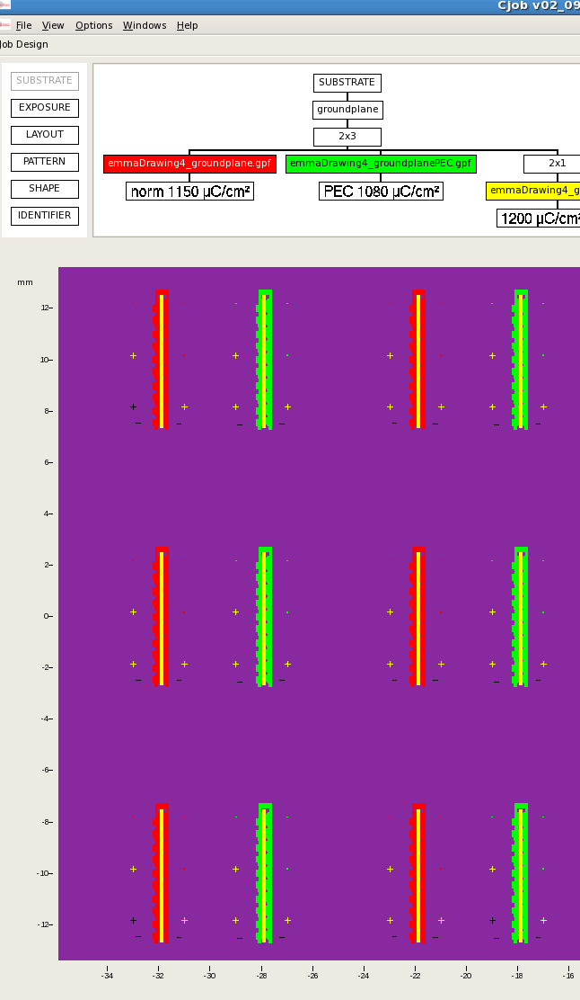 Cjob v02_09
File View Options Windows Help
Job Design
SUBSTRATE
EXPOSURE
LAYOUT
PATTERN
SHAPE
IDENTIFIER
SUBSTRATE
groundplane
2x3
emmaDrawing4_groundplane.gpf
emmaDrawing4_groundplanePEC.gpf
2x1
norm 1150 µC/cm²
PEC 1080 µC/cm²
emmaDrawing4_g
1200 µC/cm²
mm
12
10
8
6
4
2
0
-2
-4
-6
-8
-10
-12
-34 -32 -30 -28 -26 -24 -22 -20 -18 -16